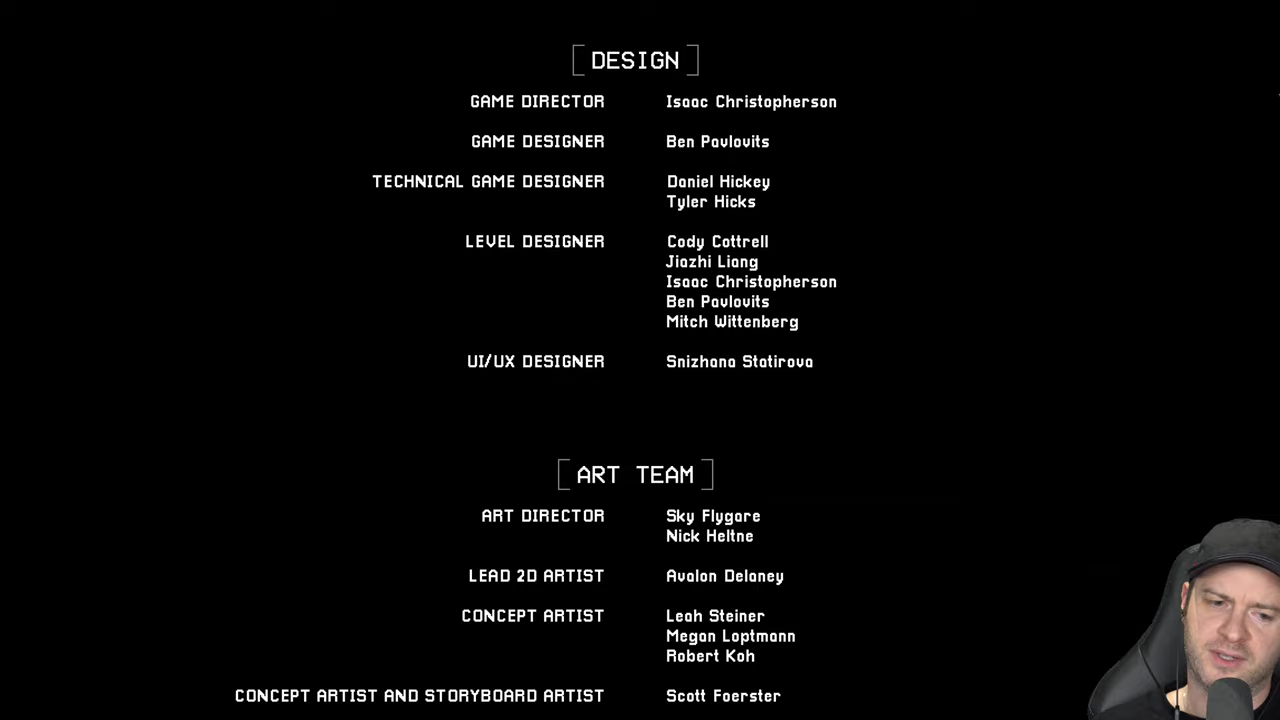 DESIGN
GAME DIRECTOR Isaac Christopherson
GAME DESIGNER Ben Pavlovits
TECHNICAL GAME DESIGNER Daniel Hickey
Tyler Hicks
LEVEL DESIGNER Cody Cottrell
Jiazhi Liang
Isaac Christopherson
Ben Pavlovits
Mitch Wittenberg
UI/UX DESIGNER Snizhana Statirova
ART TEAM
ART DIRECTOR Sky Flygare
Nick Heltne
LEAD 2D ARTIST Avalon Delaney
CONCEPT ARTIST Leah Steiner
Megan Loptmann
Robert Koh
CONCEPT ARTIST AND STORYBOARD ARTIST Scott Foerster